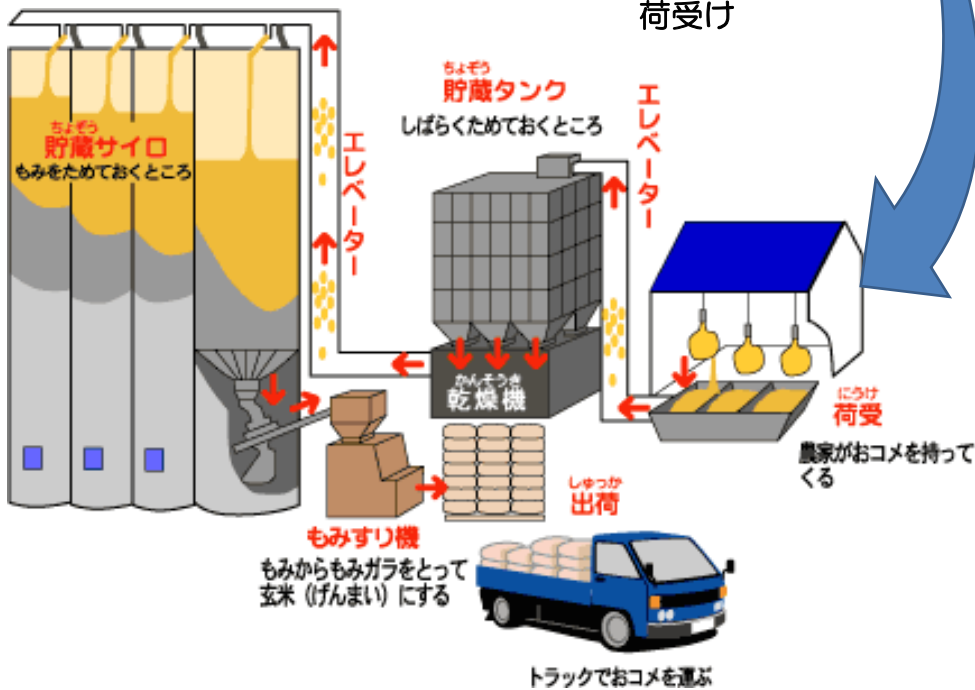 荷受け
ちょぞう
貯蔵タンク
しばらくためておくところ
エレベーター
ちょぞう
貯蔵サイロ
もみをためておくところ
エレベーター
かんそうき
乾燥機
にうけ
荷受
農家がおコメを持って
くる
しゅっか
出荷
もみすり機
もみからもみガラをとって
玄米（げんまい）にする
トラックでおコメを運ぶ